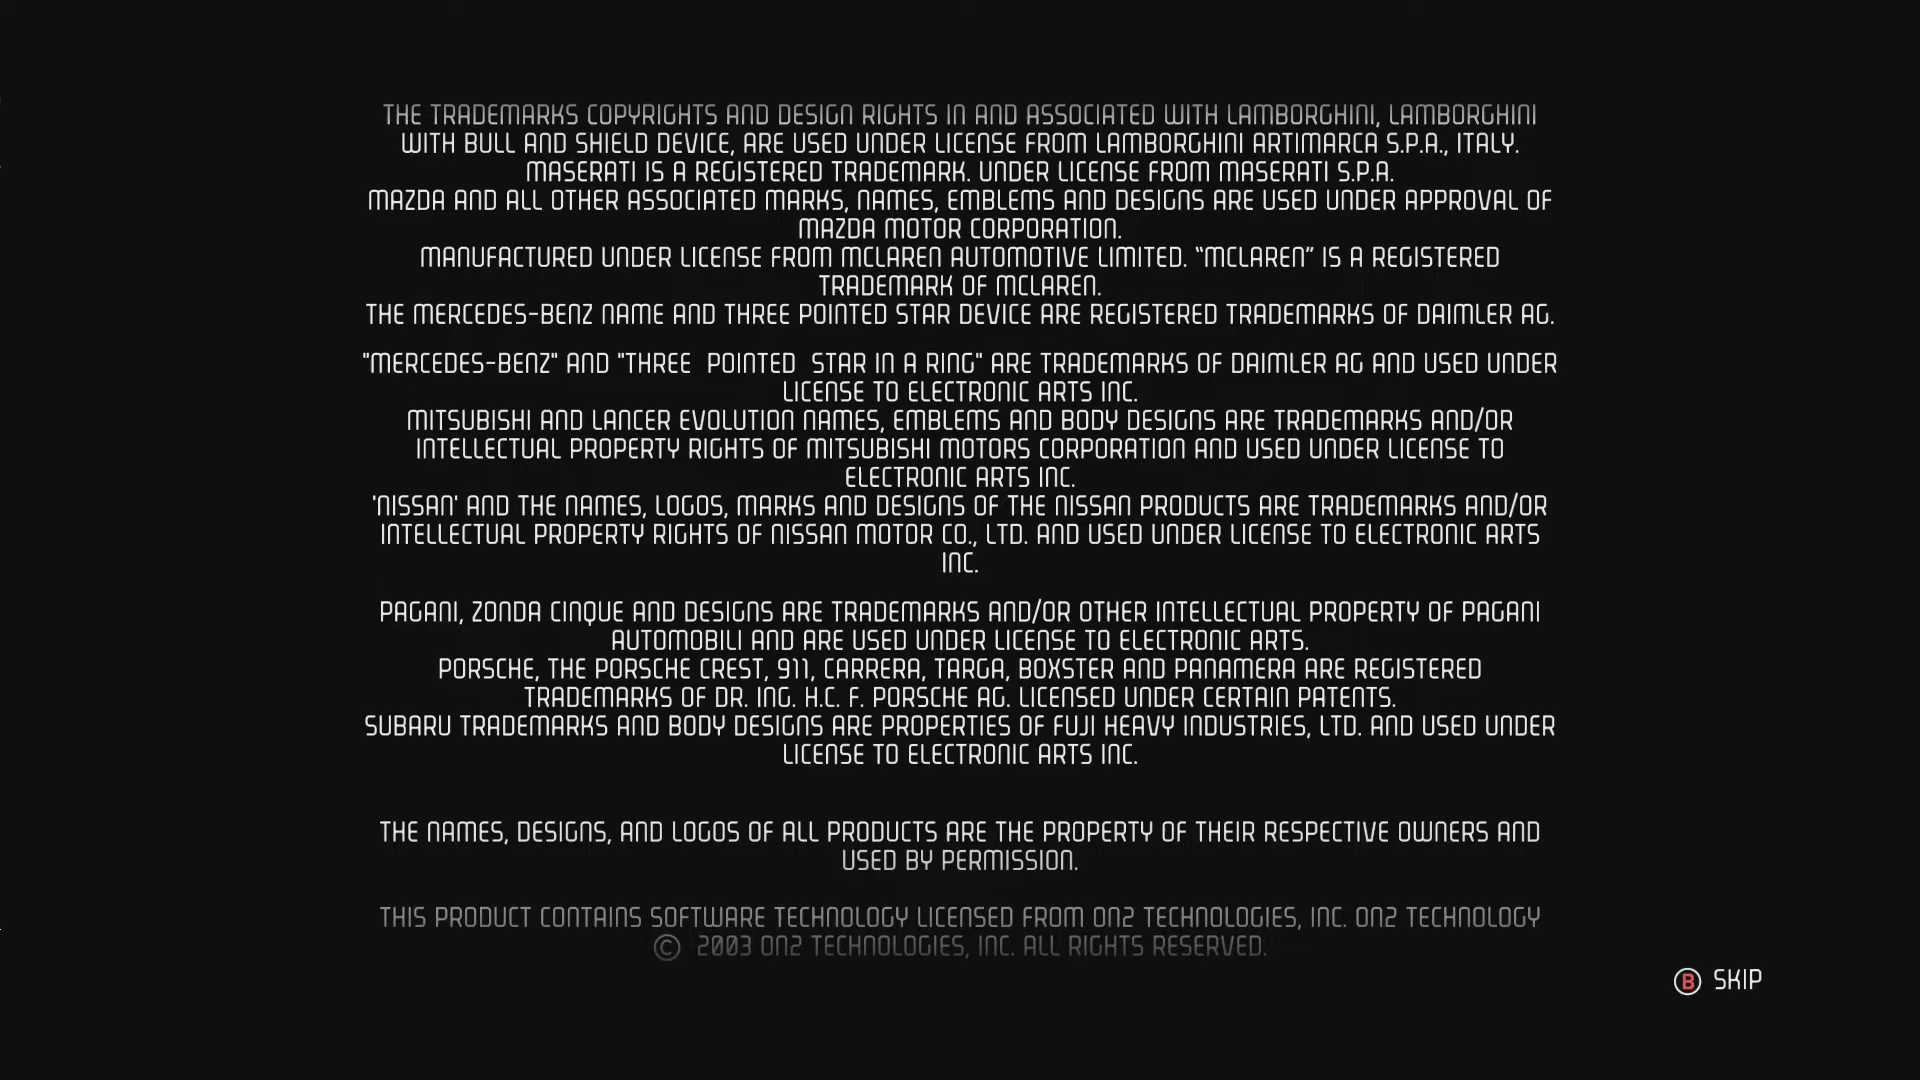 THE TRADEMARKS COPYRIGHTS AND DESIGN RIGHTS IN AND ASSOCIATED WITH LAMBORGHINI, LAMBORGHINI
WITH BULL AND SHIELD DEVICE, ARE USED UNDER LICENSE FROM LAMBORGHINI ARTIMARCA S.P.A., ITALY.
MASERATI IS A REGISTERED TRADEMARK. UNDER LICENSE FROM MASERATI S.P.A.
MAZDA AND ALL OTHER ASSOCIATED MARKS, NAMES, EMBLEMS AND DESIGNS ARE USED UNDER APPROVAL OF
MAZDA MOTOR CORPORATION.
MANUFACTURED UNDER LICENSE FROM MCLAREN AUTOMOTIVE LIMITED. “MCLAREN” IS A REGISTERED
TRADEMARK OF MCLAREN.
THE MERCEDES-BENZ NAME AND THREE POINTED STAR DEVICE ARE REGISTERED TRADEMARKS OF DAIMLER AG.
"MERCEDES-BENZ" AND "THREE POINTED STAR IN A RING" ARE TRADEMARKS OF DAIMLER AG AND USED UNDER
LICENSE TO ELECTRONIC ARTS INC.
MITSUBISHI AND LANCER EVOLUTION NAMES, EMBLEMS AND BODY DESIGNS ARE TRADEMARKS AND/OR
INTELLECTUAL PROPERTY RIGHTS OF MITSUBISHI MOTORS CORPORATION AND USED UNDER LICENSE TO
ELECTRONIC ARTS INC.
'NISSAN' AND THE NAMES, LOGOS, MARKS AND DESIGNS OF THE NISSAN PRODUCTS ARE TRADEMARKS AND/OR
INTELLECTUAL PROPERTY RIGHTS OF NISSAN MOTOR CO., LTD. AND USED UNDER LICENSE TO ELECTRONIC ARTS
INC.
PAGANI, ZONDA CINQUE AND DESIGNS ARE TRADEMARKS AND/OR OTHER INTELLECTUAL PROPERTY OF PAGANI
AUTOMOBILI AND ARE USED UNDER LICENSE TO ELECTRONIC ARTS.
PORSCHE, THE PORSCHE CREST, 911, CARRERA, TARGA, BOXSTER AND PANAMERA ARE REGISTERED
TRADEMARKS OF DR. ING. H.C. F. PORSCHE AG. LICENSED UNDER CERTAIN PATENTS.
SUBARU TRADEMARKS AND BODY DESIGNS ARE PROPERTIES OF FUJI HEAVY INDUSTRIES, LTD. AND USED UNDER
LICENSE TO ELECTRONIC ARTS INC.
THE NAMES, DESIGNS, AND LOGOS OF ALL PRODUCTS ARE THE PROPERTY OF THEIR RESPECTIVE OWNERS AND
USED BY PERMISSION.
THIS PRODUCT CONTAINS SOFTWARE TECHNOLOGY LICENSED FROM ON2 TECHNOLOGIES, INC. ON2 TECHNOLOGY
© 2003 ON2 TECHNOLOGIES, INC. ALL RIGHTS RESERVED.
B SKIP